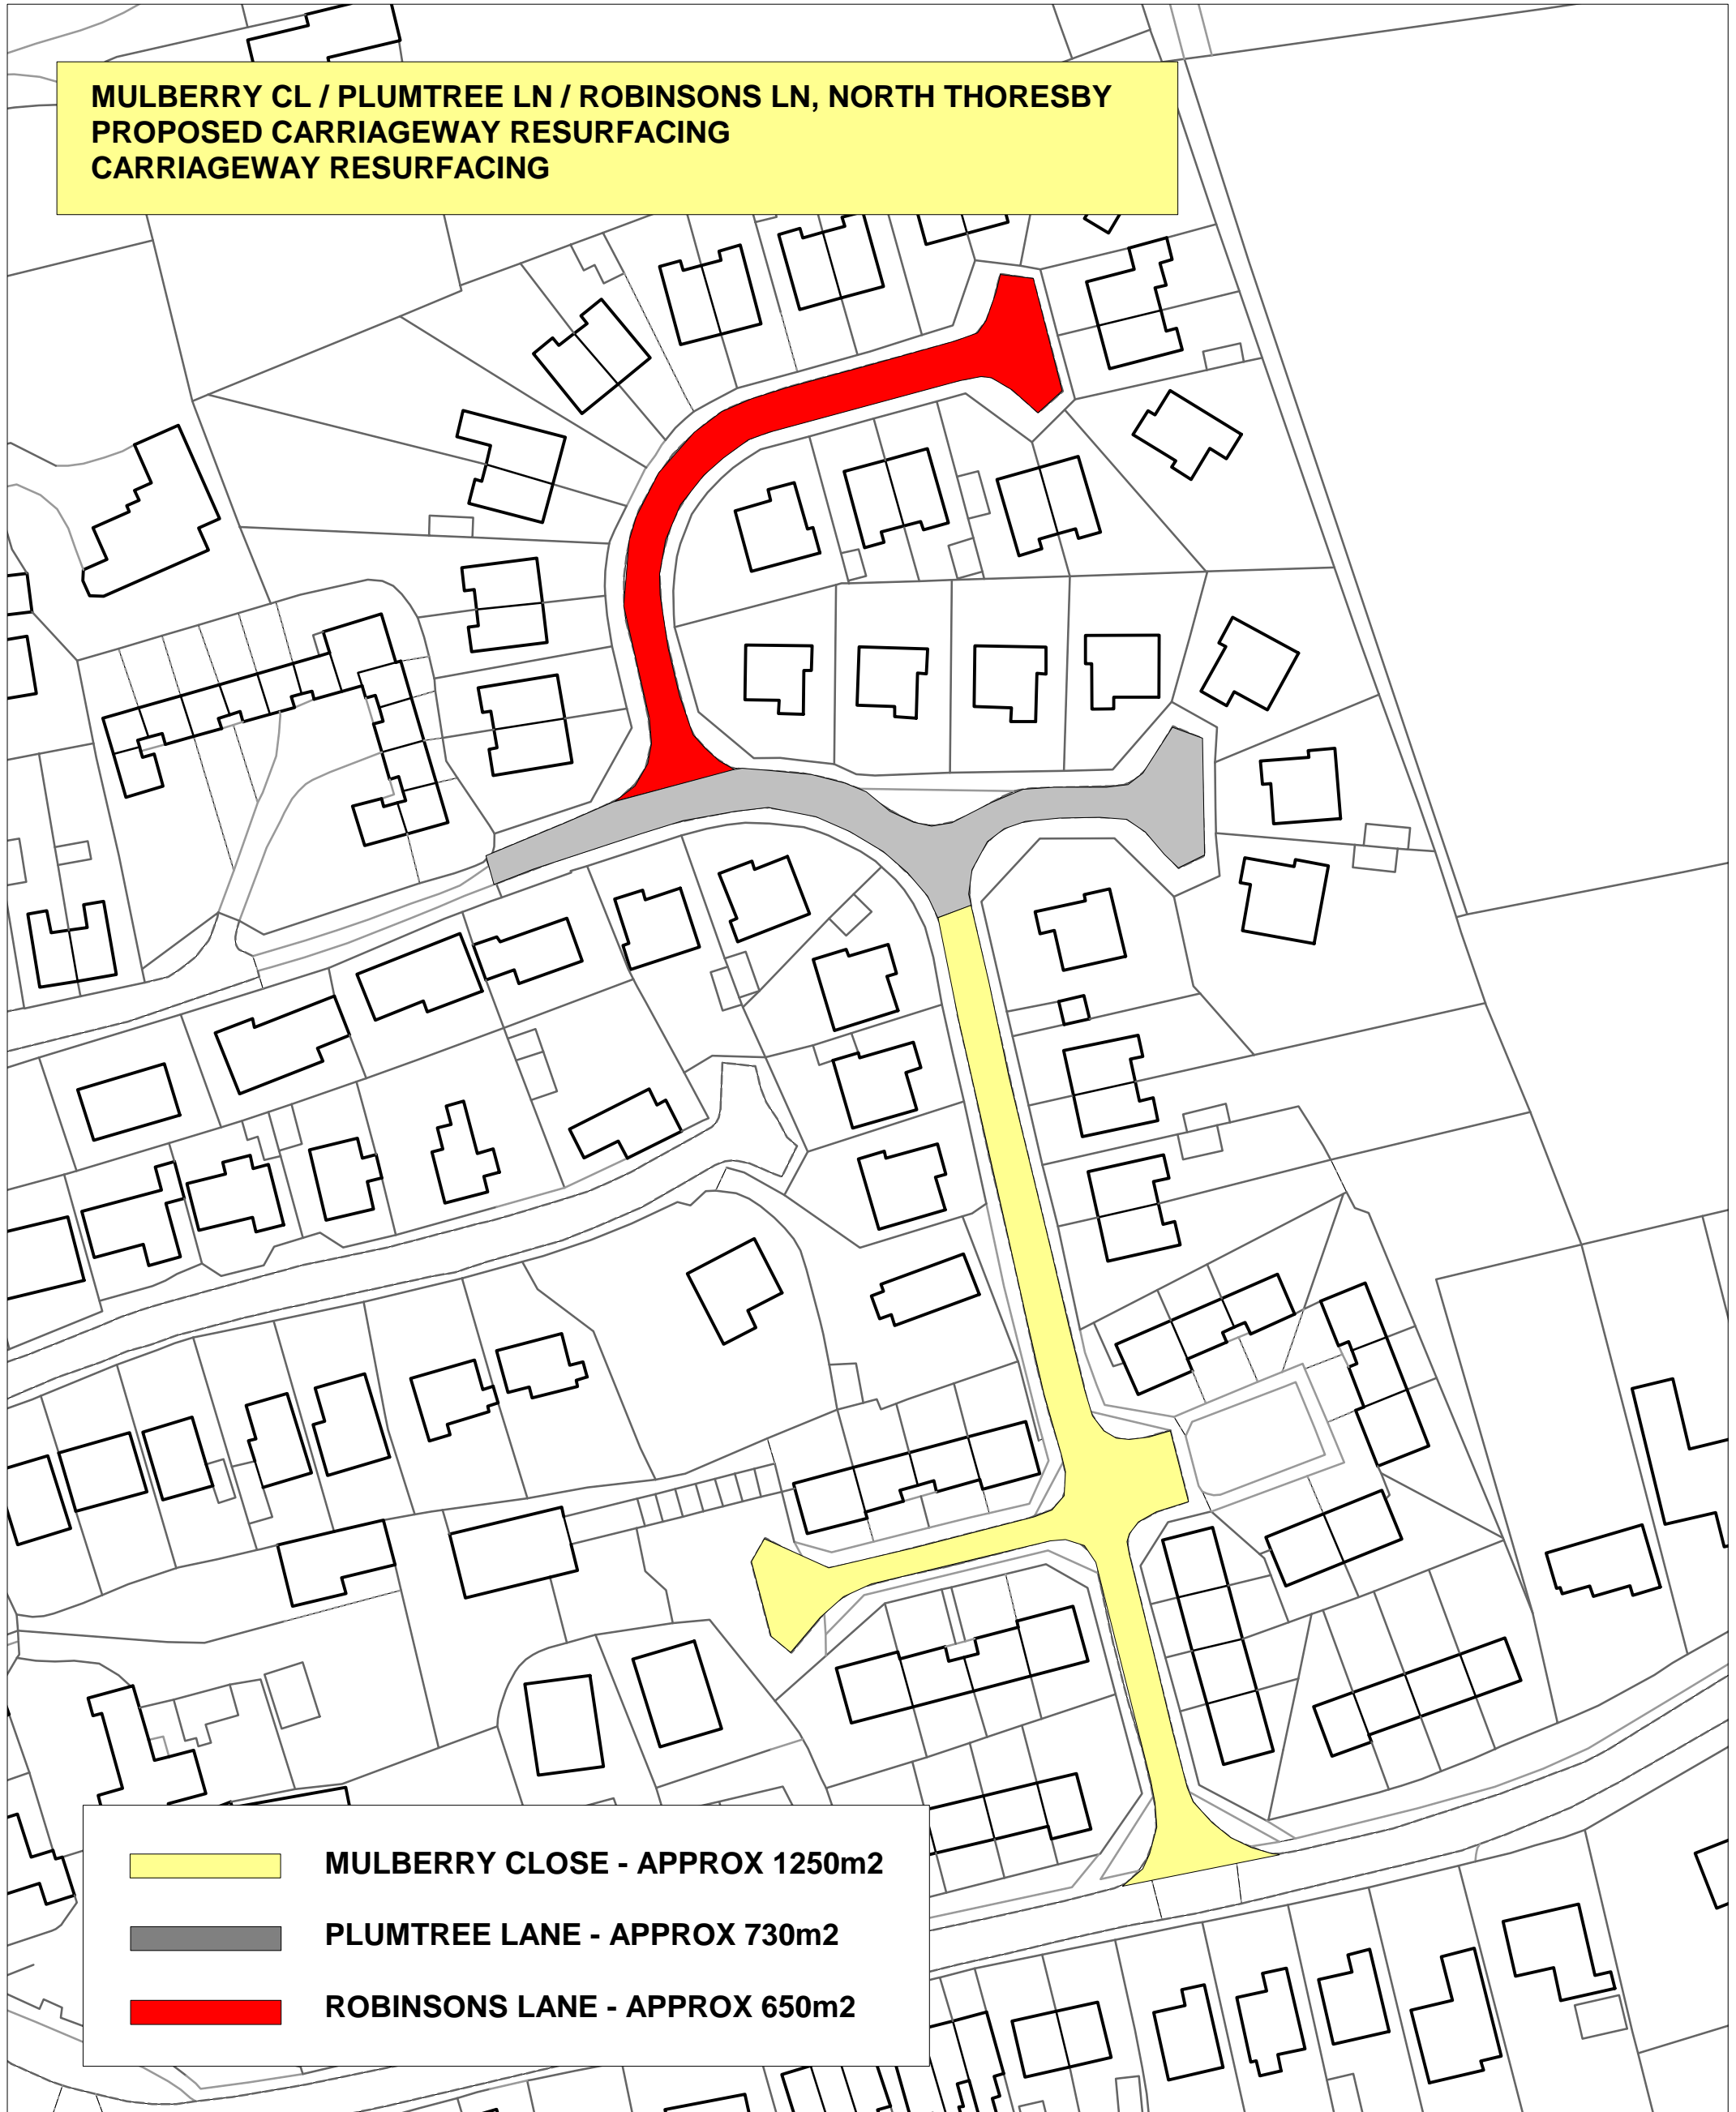 MULBERRY CL / PLUMTREE LN / ROBINSONS LN, NORTH THORESBY
PROPOSED CARRIAGEWAY RESURFACING
CARRIAGEWAY RESURFACING
MULBERRY CLOSE - APPROX 1250m2
PLUMTREE LANE - APPROX 730m2
ROBINSONS LANE - APPROX 650m2